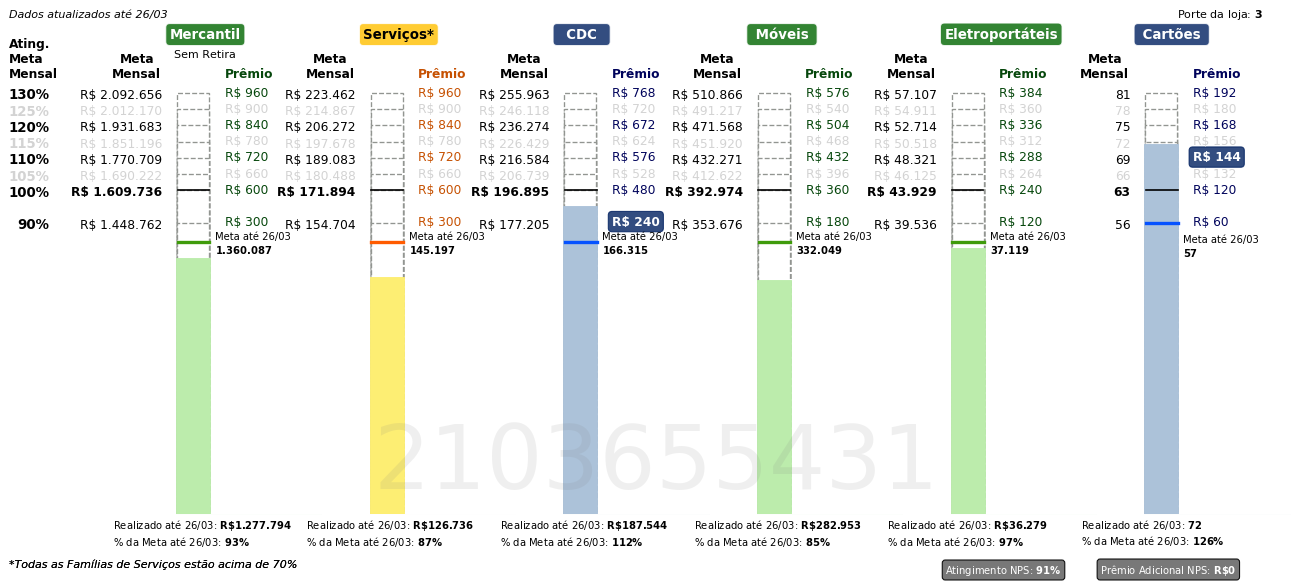 Dados atualizados até 26/03
Porte da loja: 3
Mercantil Serviços* CDC Móveis Eletroportáteis Cartões
Sem Retira
Ating. Meta Mensal
Meta Mensal Prêmio Meta Mensal Prêmio Meta Mensal Prêmio Meta Mensal Prêmio Meta Mensal Prêmio Meta Mensal Prêmio
130% R$ 2.092.656 R$ 960 R$ 223.462 R$ 960 R$ 255.963 R$ 768 R$ 510.866 R$ 576 R$ 57.107 R$ 384 81 R$ 192
125% R$ 2.012.170 R$ 900 R$ 214.867 R$ 900 R$ 246.118 R$ 720 R$ 491.217 R$ 540 R$ 54.911 R$ 360 78 R$ 180
120% R$ 1.931.683 R$ 840 R$ 206.272 R$ 840 R$ 236.274 R$ 672 R$ 471.568 R$ 504 R$ 52.714 R$ 336 75 R$ 168
115% R$ 1.851.196 R$ 780 R$ 197.678 R$ 780 R$ 226.429 R$ 624 R$ 451.920 R$ 468 R$ 50.518 R$ 312 72 R$ 156
110% R$ 1.770.709 R$ 720 R$ 189.083 R$ 720 R$ 216.584 R$ 576 R$ 432.271 R$ 432 R$ 48.321 R$ 288 69 R$ 144
105% R$ 1.690.222 R$ 660 R$ 180.488 R$ 660 R$ 206.739 R$ 528 R$ 412.622 R$ 396 R$ 46.125 R$ 264 66 R$ 132
100% R$ 1.609.736 R$ 600 R$ 171.894 R$ 600 R$ 196.895 R$ 480 R$ 392.974 R$ 360 R$ 43.929 R$ 240 63 R$ 120
90% R$ 1.448.762 R$ 300 R$ 154.704 R$ 300 R$ 177.205 R$ 240 R$ 353.676 R$ 180 R$ 39.536 R$ 120 56 R$ 60
Meta até 26/03 Meta até 26/03 Meta até 26/03 Meta até 26/03 Meta até 26/03 Meta até 26/03
1.360.087 145.197 166.315 332.049 37.119 57
2103655431
Realizado até 26/03: R$1.277.794 Realizado até 26/03: R$126.736 Realizado até 26/03: R$187.544 Realizado até 26/03: R$282.953 Realizado até 26/03: R$36.279 Realizado até 26/03: 72
% da Meta até 26/03: 93% % da Meta até 26/03: 87% % da Meta até 26/03: 112% % da Meta até 26/03: 85% % da Meta até 26/03: 97% % da Meta até 26/03: 126%
*Todas as Famílias de Serviços estão acima de 70%
Atingimento NPS: 91% Prêmio Adicional NPS: R$0